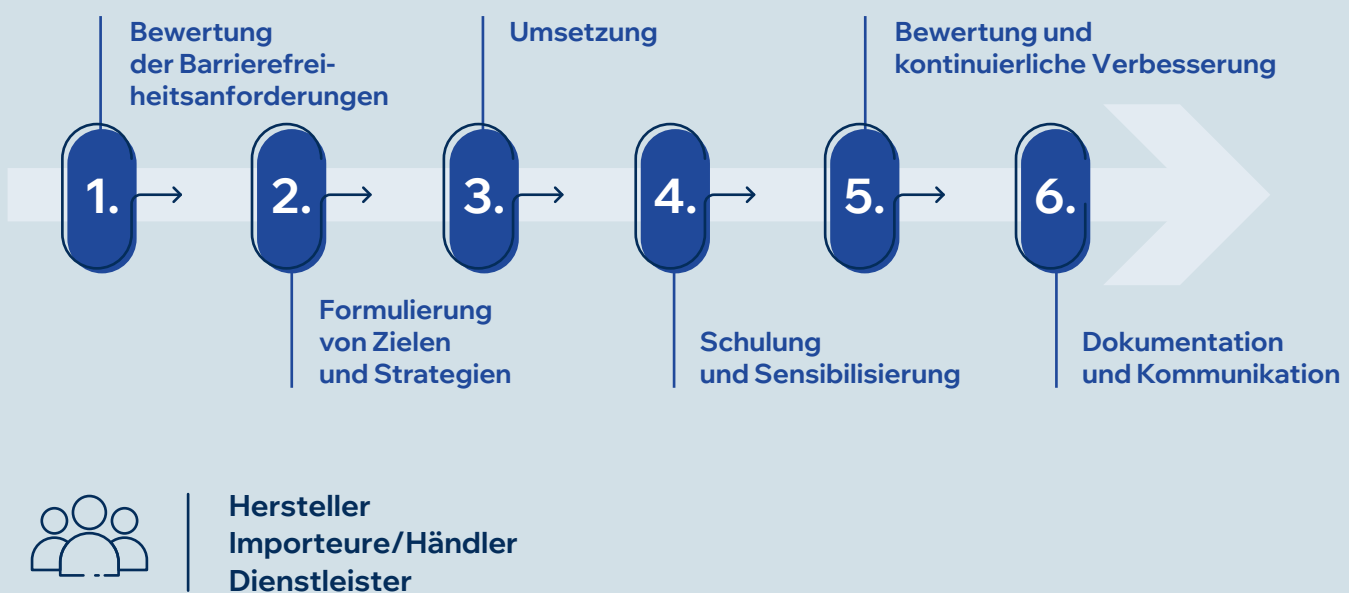 1.
Bewertung
der Barrierefrei-
heitsanforderungen
2.
Formulierung
von Zielen
und Strategien
3.
Umsetzung
4.
Schulung
und Sensibilisierung
5.
Bewertung und
kontinuierliche Verbesserung
6.
Dokumentation
und Kommunikation
Hersteller
Importeure/Händler
Dienstleister